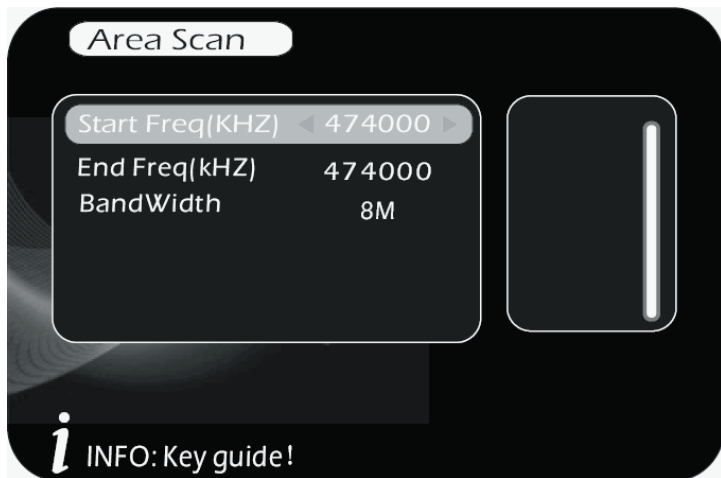 Area Scan
Start Freq(KHZ) 474000
End Freq(kHZ) 474000
BandWidth 8M
i INFO: Key guide!